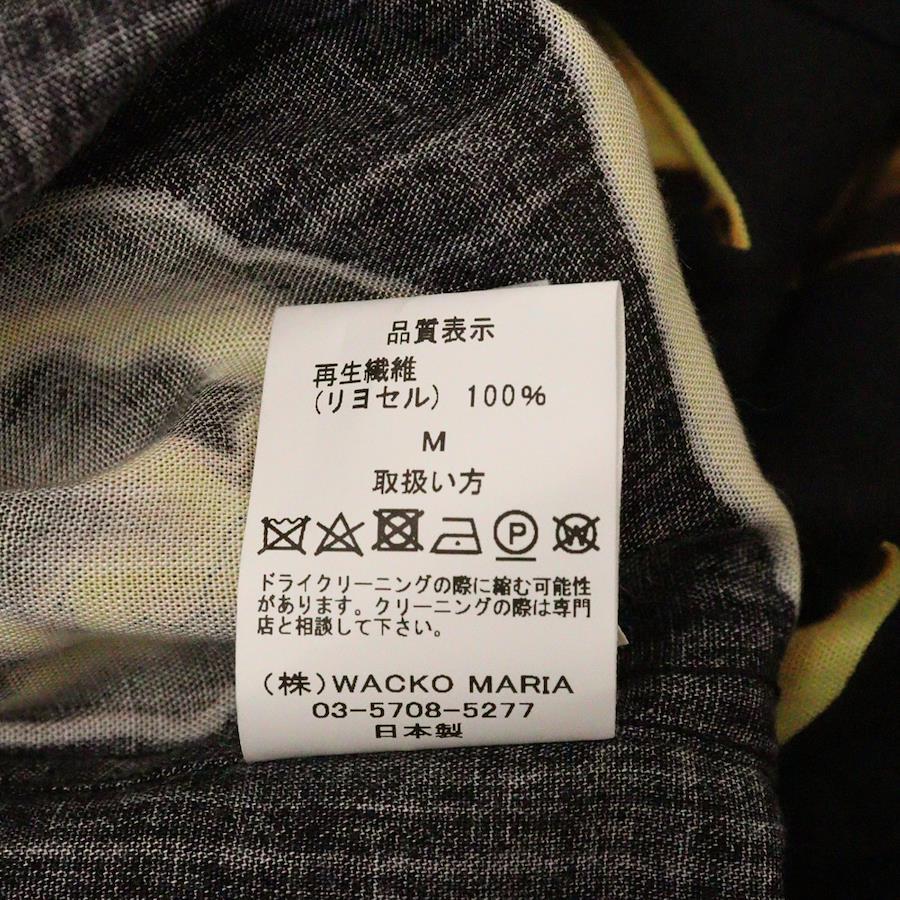 品質表示
再生繊維
(リヨセル) 100%
M
取扱い方
P W
ドライクリーニングの際に縮む可能性
があります。クリーニングの際は専門
店と相談して下さい。
(株)WACKO MARIA
03-5708-5277
日本製